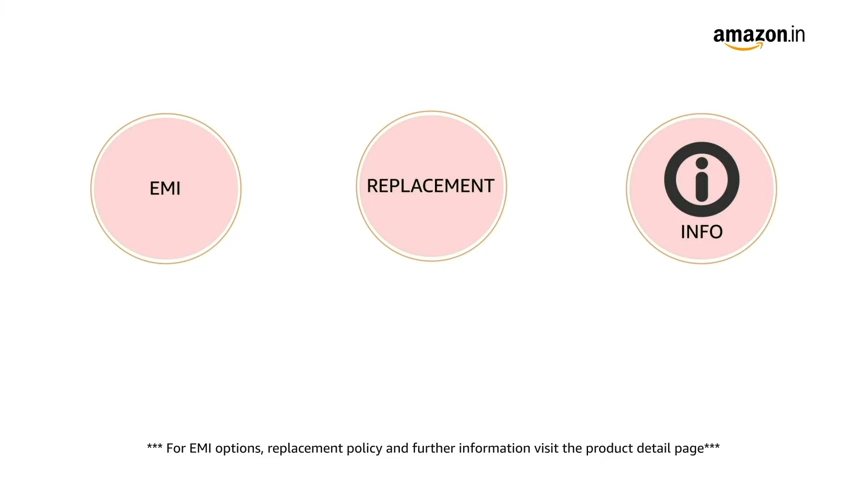 amazon.in
EMI
REPLACEMENT
INFO
*** For EMI options, replacement policy and further information visit the product detail page***